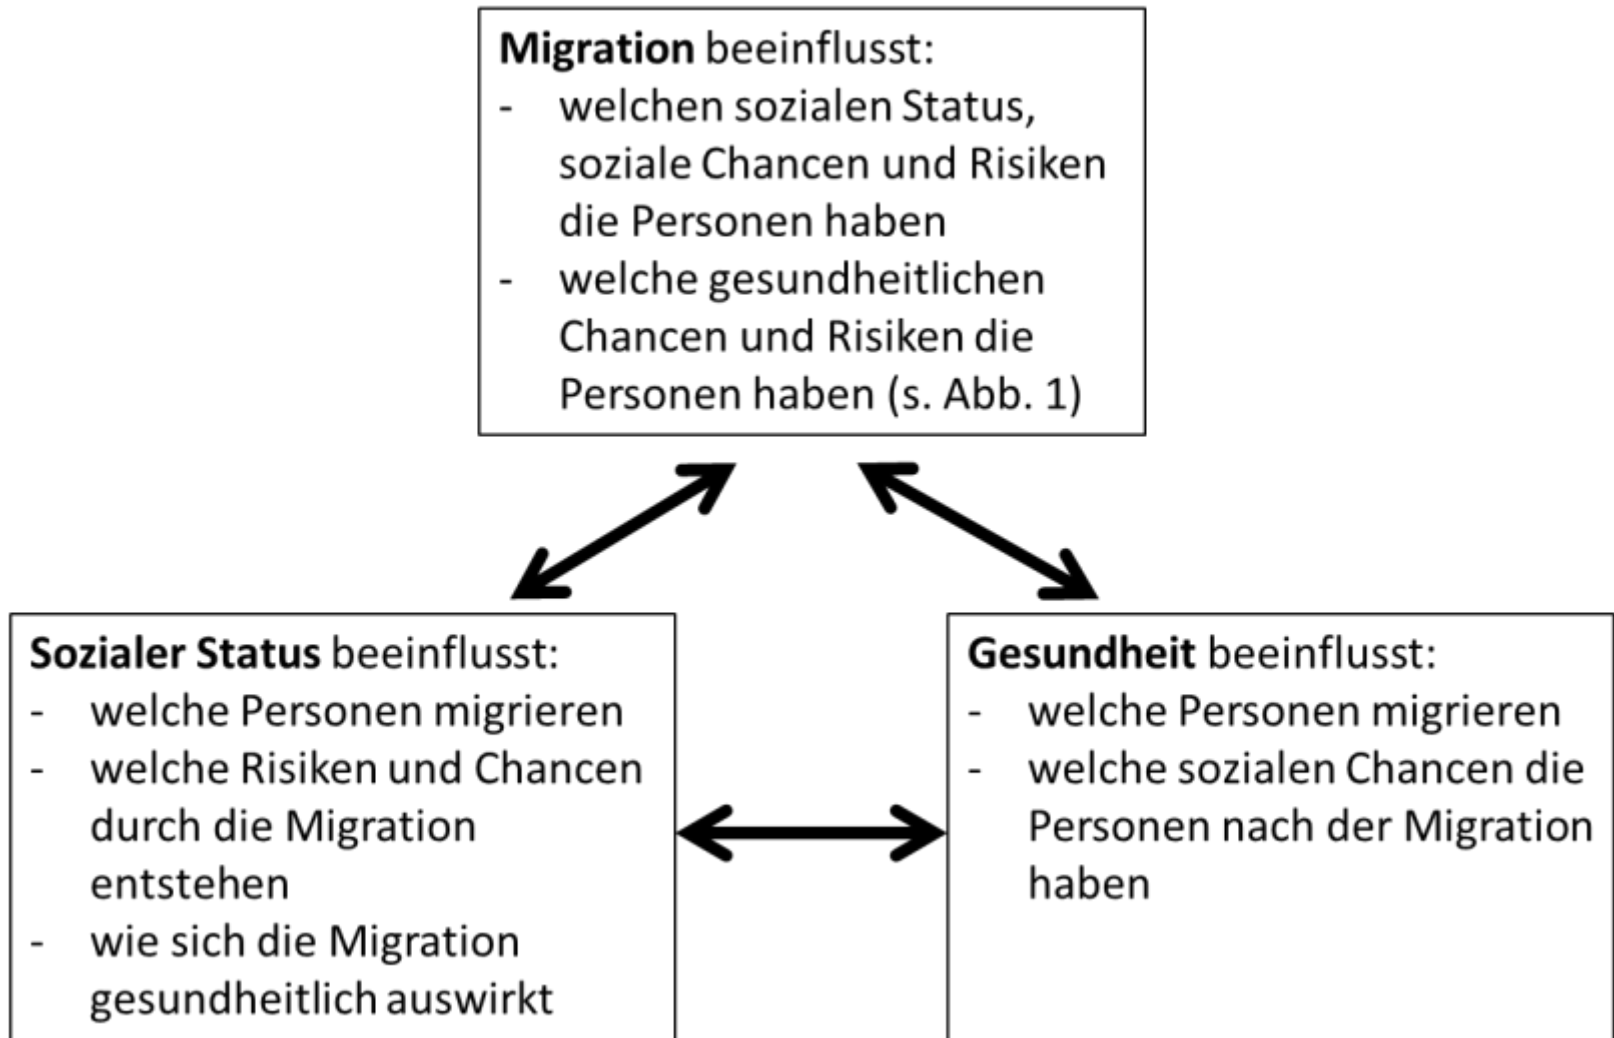 Migration beeinflusst:
- welchen sozialen Status,
soziale Chancen und Risiken
die Personen haben
- welche gesundheitlichen
Chancen und Risiken die
Personen haben (s. Abb. 1)
Sozialer Status beeinflusst:
- welche Personen migrieren
- welche Risiken und Chancen
durch die Migration
entstehen
- wie sich die Migration
gesundheitlich auswirkt
Gesundheit beeinflusst:
- welche Personen migrieren
- welche sozialen Chancen die
Personen nach der Migration
haben